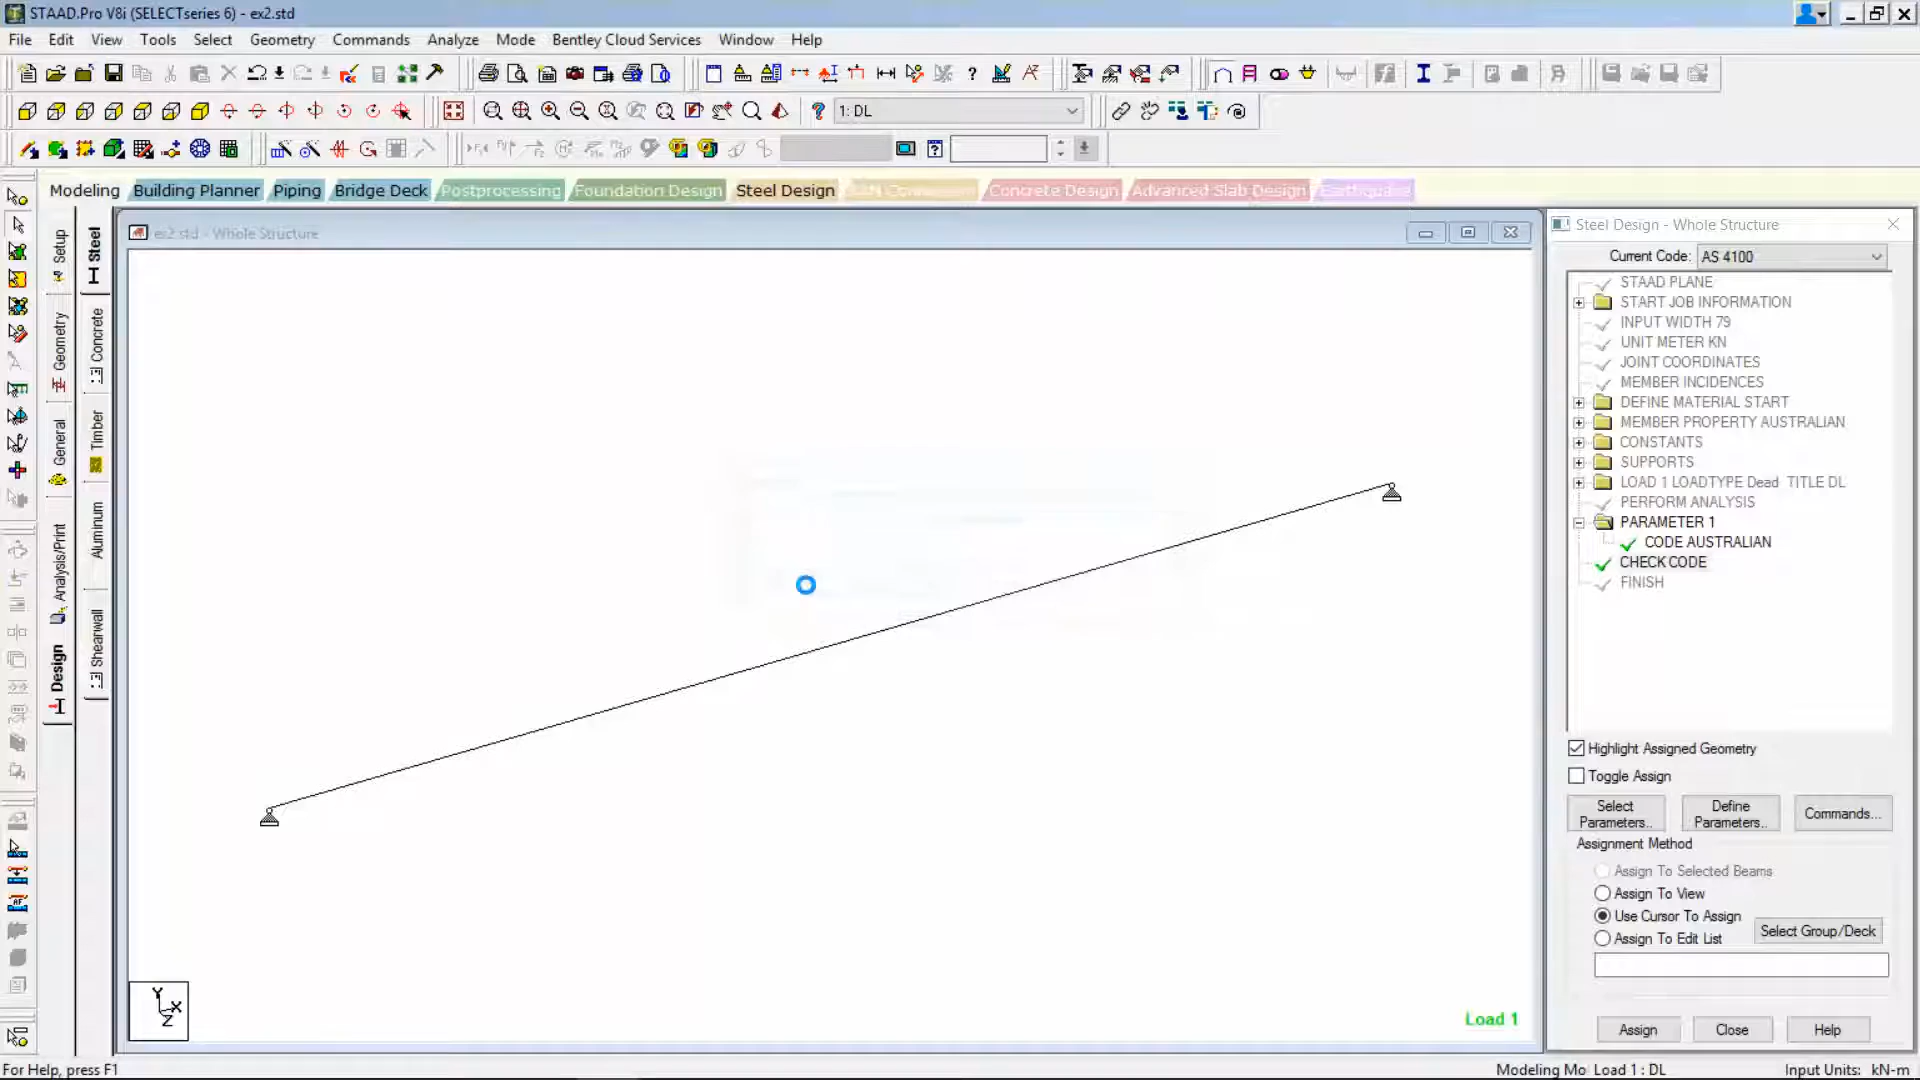 STAAD.Pro V8i (SELECTseries 6) - ex2.std
File Edit View Tools Select Geometry Commands Analyze Mode Bentley Cloud Services Window Help
1: DL
Modeling Building Planner Piping Bridge Deck Postprocessing Foundation Design Steel Design RAM Connection Concrete Design Advanced Slab Design Earthquake
Setup
Geometry
General
Analysis/Print
Design
Steel
Concrete
Timber
Aluminum
Shearwall
ex2.std - Whole Structure
Y
X
Z
Load 1
Steel Design - Whole Structure
Current Code: AS 4100
STAAD PLANE
START JOB INFORMATION
INPUT WIDTH 79
UNIT METER KN
JOINT COORDINATES
MEMBER INCIDENCES
DEFINE MATERIAL START
MEMBER PROPERTY AUSTRALIAN
CONSTANTS
SUPPORTS
LOAD 1 LOADTYPE Dead TITLE DL
PERFORM ANALYSIS
PARAMETER 1
CODE AUSTRALIAN
CHECK CODE
FINISH
Highlight Assigned Geometry
Toggle Assign
Select Parameters..
Define Parameters..
Commands...
Assignment Method
Assign To Selected Beams
Assign To View
Use Cursor To Assign
Assign To Edit List
Select Group/Deck
Assign Close Help
For Help, press F1
Modeling Mo Load 1 : DL Input Units: kN-m